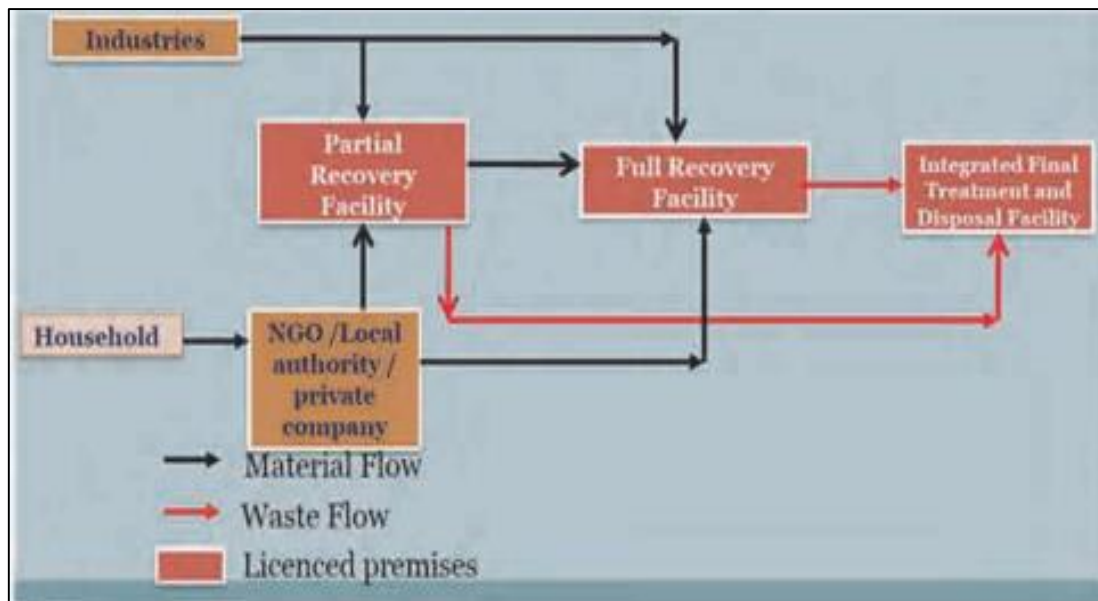 Industries
Partial
Recovery
Facility
Full Recovery
Facility
Integrated Final
Treatment and
Disposal Facility
Household
NGO /Local
authority /
private
company
Material Flow
Waste Flow
Licenced premises